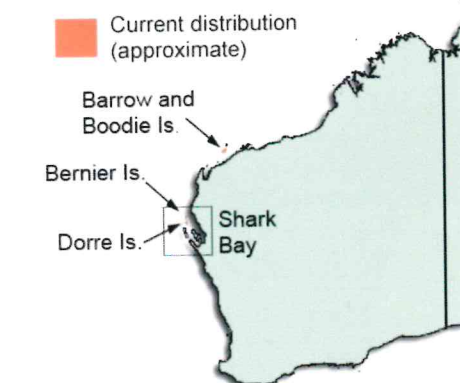 Current distribution
(approximate)
Barrow and
Boodie Is.
Bernier Is.
Dorre Is.
Shark
Bay